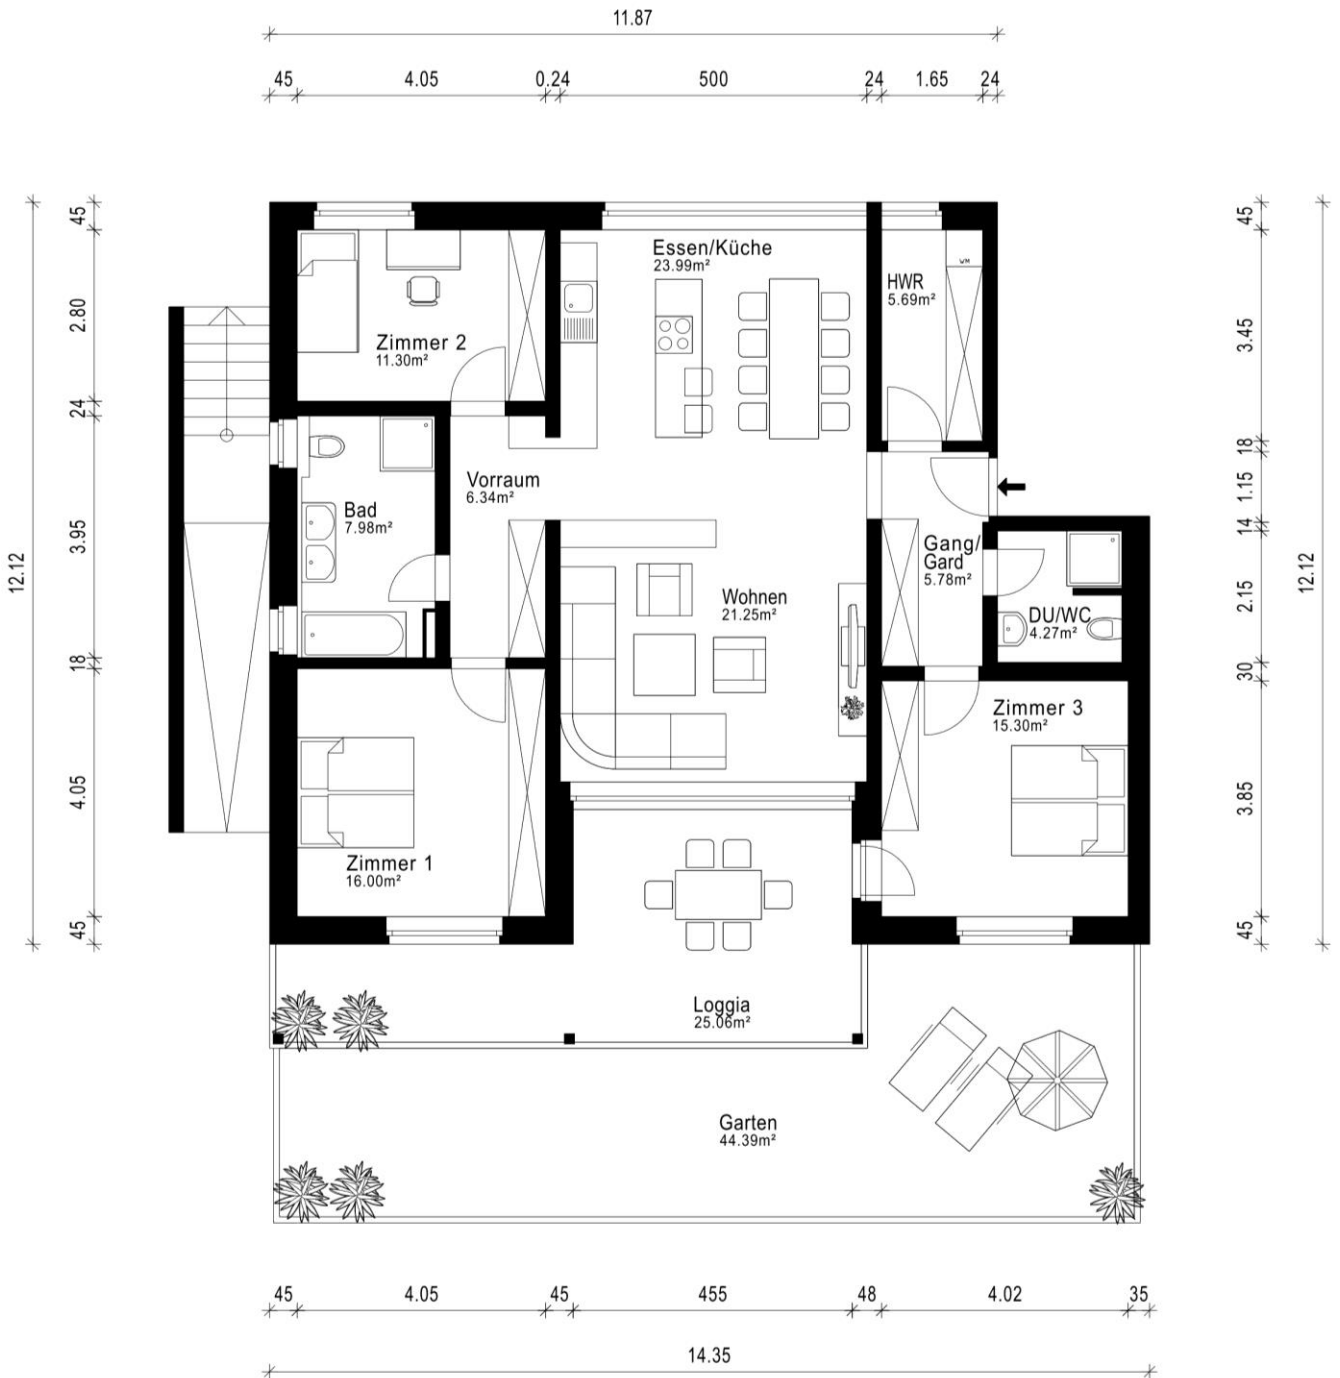 11.87
45 4.05 0.24 500 24 1.65 24
12.12
45
2.80
24
3.95
18
4.05
45
Zimmer 2
11.30m²
Essen/Küche
23.99m²
WM
HWR
5.69m²
Vorraum
6.34m²
Bad
7.98m²
Gang/
Gard
5.78m²
Wohnen
21.25m²
DU/WC
4.27m²
Zimmer 3
15.30m²
Zimmer 1
16.00m²
Loggia
25.06m²
Garten
44.39m²
45
3.45
18
1.15
14
2.15
30
3.85
45
12.12
45 4.05 45 455 48 4.02 35
14.35